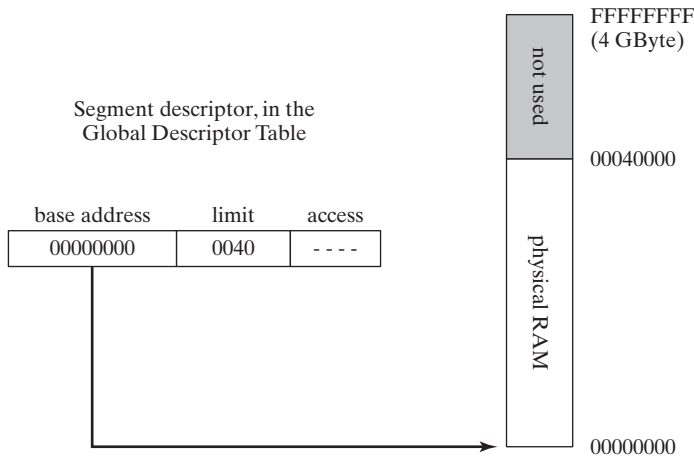 FFFFFFFF
(4 GByte)
not used
Segment descriptor, in the
Global Descriptor Table
00040000
base address limit access
00000000 0040 - - - -
physical RAM
00000000